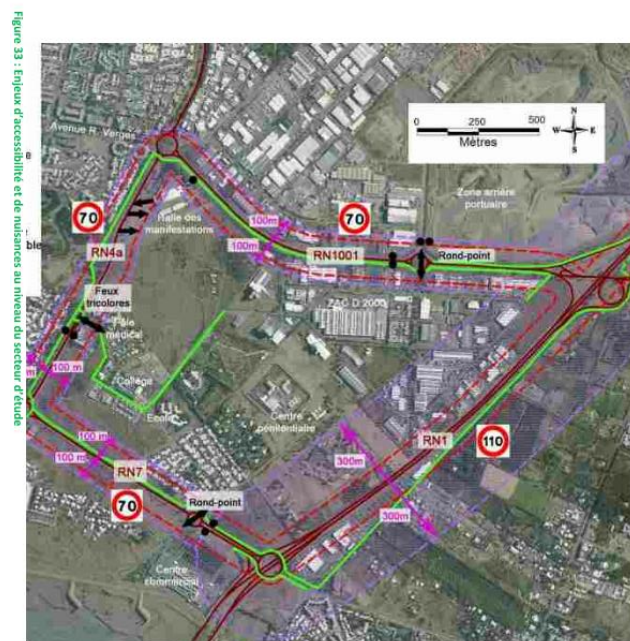 Figure 33 : Enjeux d'accessibilité et de nuisances au niveau du secteur d'étude
0 250 500
Mètres
N
W E
S
Avenue R. Verges
Zone arrière
portuaire
70
Halle des
manifestations
100m
100m
70
RN4a
RN1001
Rond-point
Feux
tricolores
ZAC D 2000
Pôle
médical
100 m
Collège
Ecole
Centre
pénitentiaire
RN1
110
100 m
100 m
RN7
300m
300m
70
Rond-point
Centre
commercial